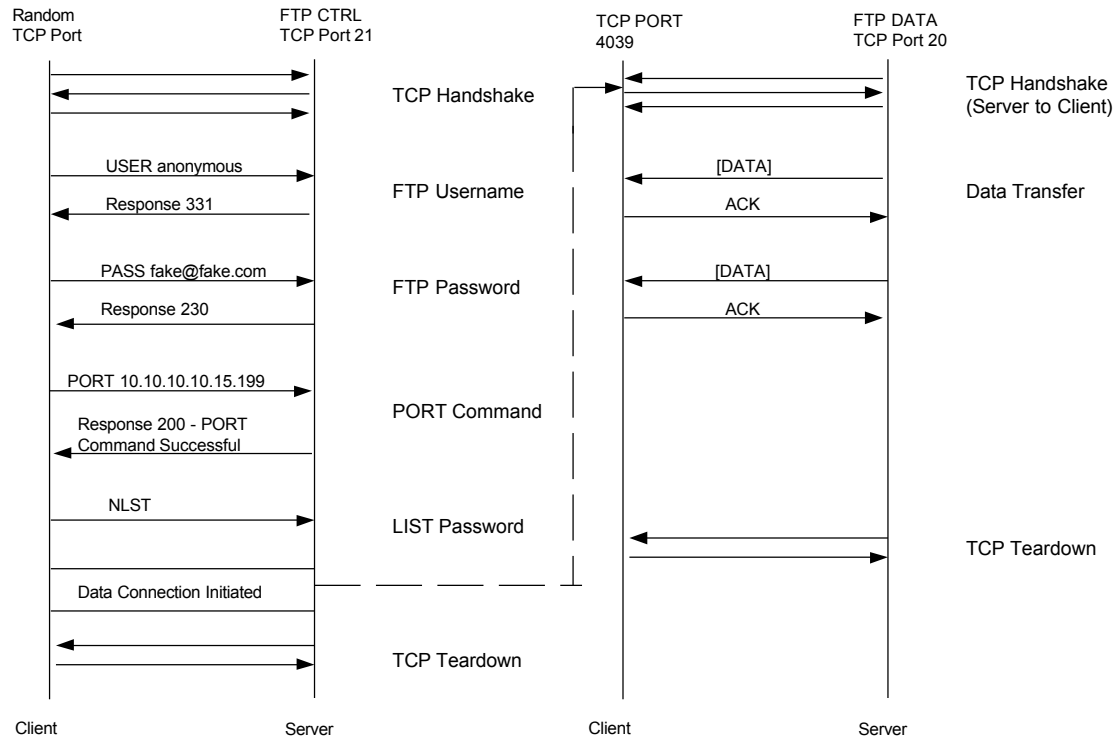 Random
TCP Port
FTP CTRL
TCP Port 21
TCP PORT
4039
FTP DATA
TCP Port 20
TCP Handshake
TCP Handshake
(Server to Client)
USER anonymous
FTP Username
Response 331
[DATA]
Data Transfer
ACK
PASS fake@fake.com
FTP Password
Response 230
[DATA]
ACK
PORT 10.10.10.10.15.199
PORT Command
Response 200 - PORT
Command Successful
NLST
LIST Password
TCP Teardown
Data Connection Initiated
TCP Teardown
Client
Server
Client
Server